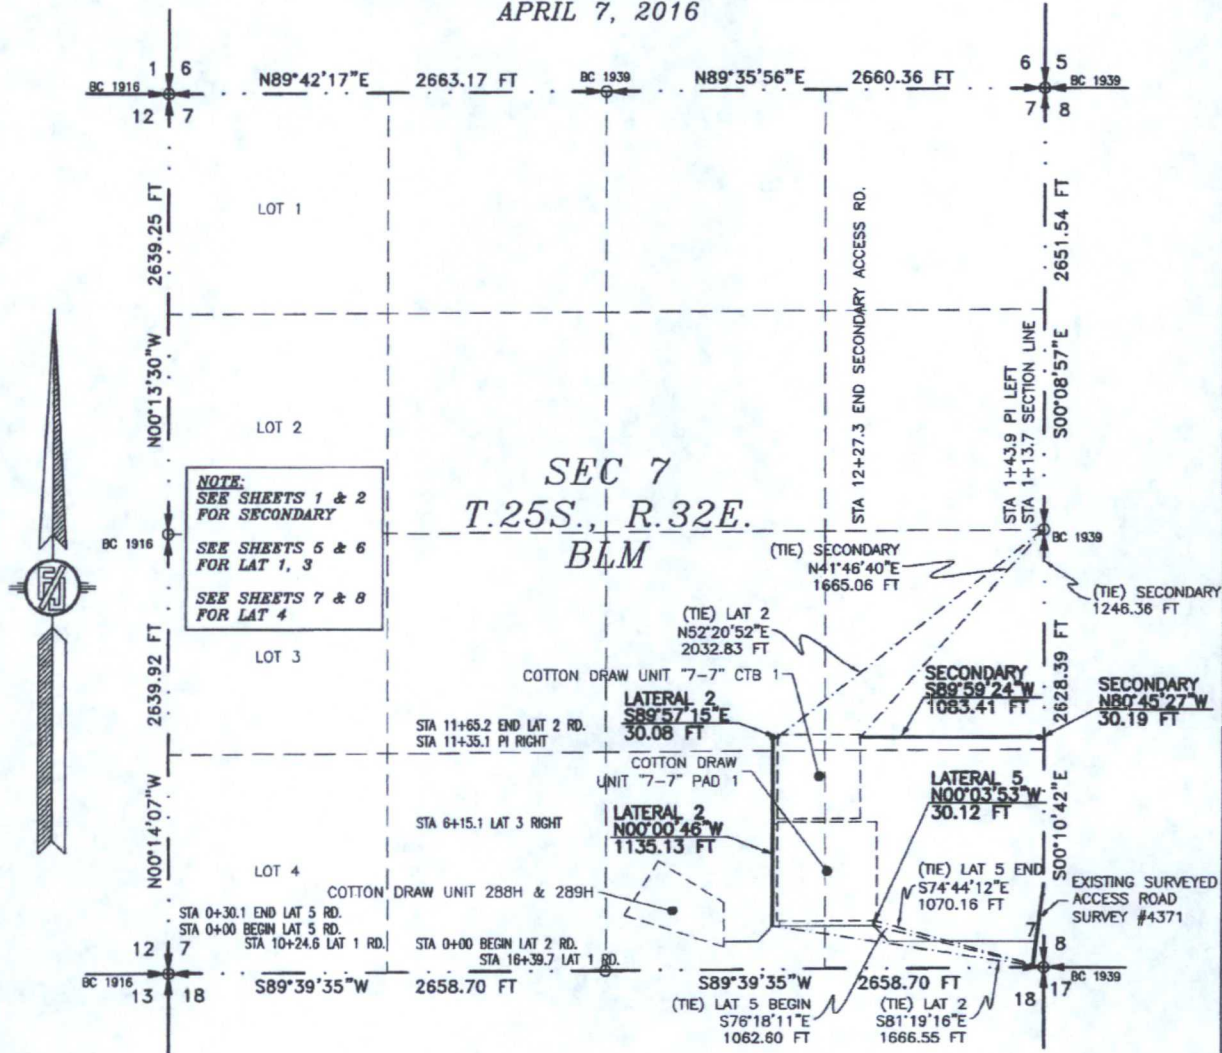 APRIL 7, 2016
1 6
BC 1916
12 7
N89°42'17"E 2663.17 FT
BC 1939
N89°35'56"E 2660.36 FT
6 5
BC 1939
7 8
2639.25 FT
N00°13'30"W
LOT 1
LOT 2
STA 12+27.3 END SECONDARY ACCESS RD.
STA 1+43.9 PI LEFT
STA 1+13.7 SECTION LINE
2651.54 FT
S00°08'57"E
SEC 7
T.25S., R.32E.
BLM
NOTE:
SEE SHEETS 1 & 2
FOR SECONDARY
SEE SHEETS 5 & 6
FOR LAT 1, 3
SEE SHEETS 7 & 8
FOR LAT 4
BC 1916
BC 1939
(TIE) SECONDARY
N41°46'40"E
1665.06 FT
(TIE) SECONDARY
1246.36 FT
(TIE) LAT 2
N52°20'52"E
2032.83 FT
2639.92 FT
N00°14'07"W
LOT 3
COTTON DRAW UNIT "7-7" CTB 1
SECONDARY
S89°59'24"W
1083.41 FT
2628.39 FT
S00°10'42"E
SECONDARY
N80°45'27"W
30.19 FT
LATERAL 2
S89°57'15"E
30.08 FT
STA 11+65.2 END LAT 2 RD.
STA 11+35.1 PI RIGHT
COTTON DRAW
UNIT "7-7" PAD 1
LATERAL 5
N00°03'53"W
30.12 FT
LATERAL 2
N00°00'46"W
1135.13 FT
STA 6+15.1 LAT 3 RIGHT
LOT 4
(TIE) LAT 5 END
S74°44'12"E
1070.16 FT
EXISTING SURVEYED
ACCESS ROAD
SURVEY #4371
COTTON DRAW UNIT 288H & 289H
STA 0+30.1 END LAT 5 RD.
STA 0+00 BEGIN LAT 5 RD.
STA 10+24.6 LAT 1 RD.
STA 0+00 BEGIN LAT 2 RD.
STA 16+39.7 LAT 1 RD.
12 7
BC 1916
13 18
S89°39'35"W 2658.70 FT
S89°39'35"W 2658.70 FT
7 8
BC 1939
18 17
(TIE) LAT 5 BEGIN
S76°18'11"E
1062.60 FT
(TIE) LAT 2
S81°19'16"E
1666.55 FT